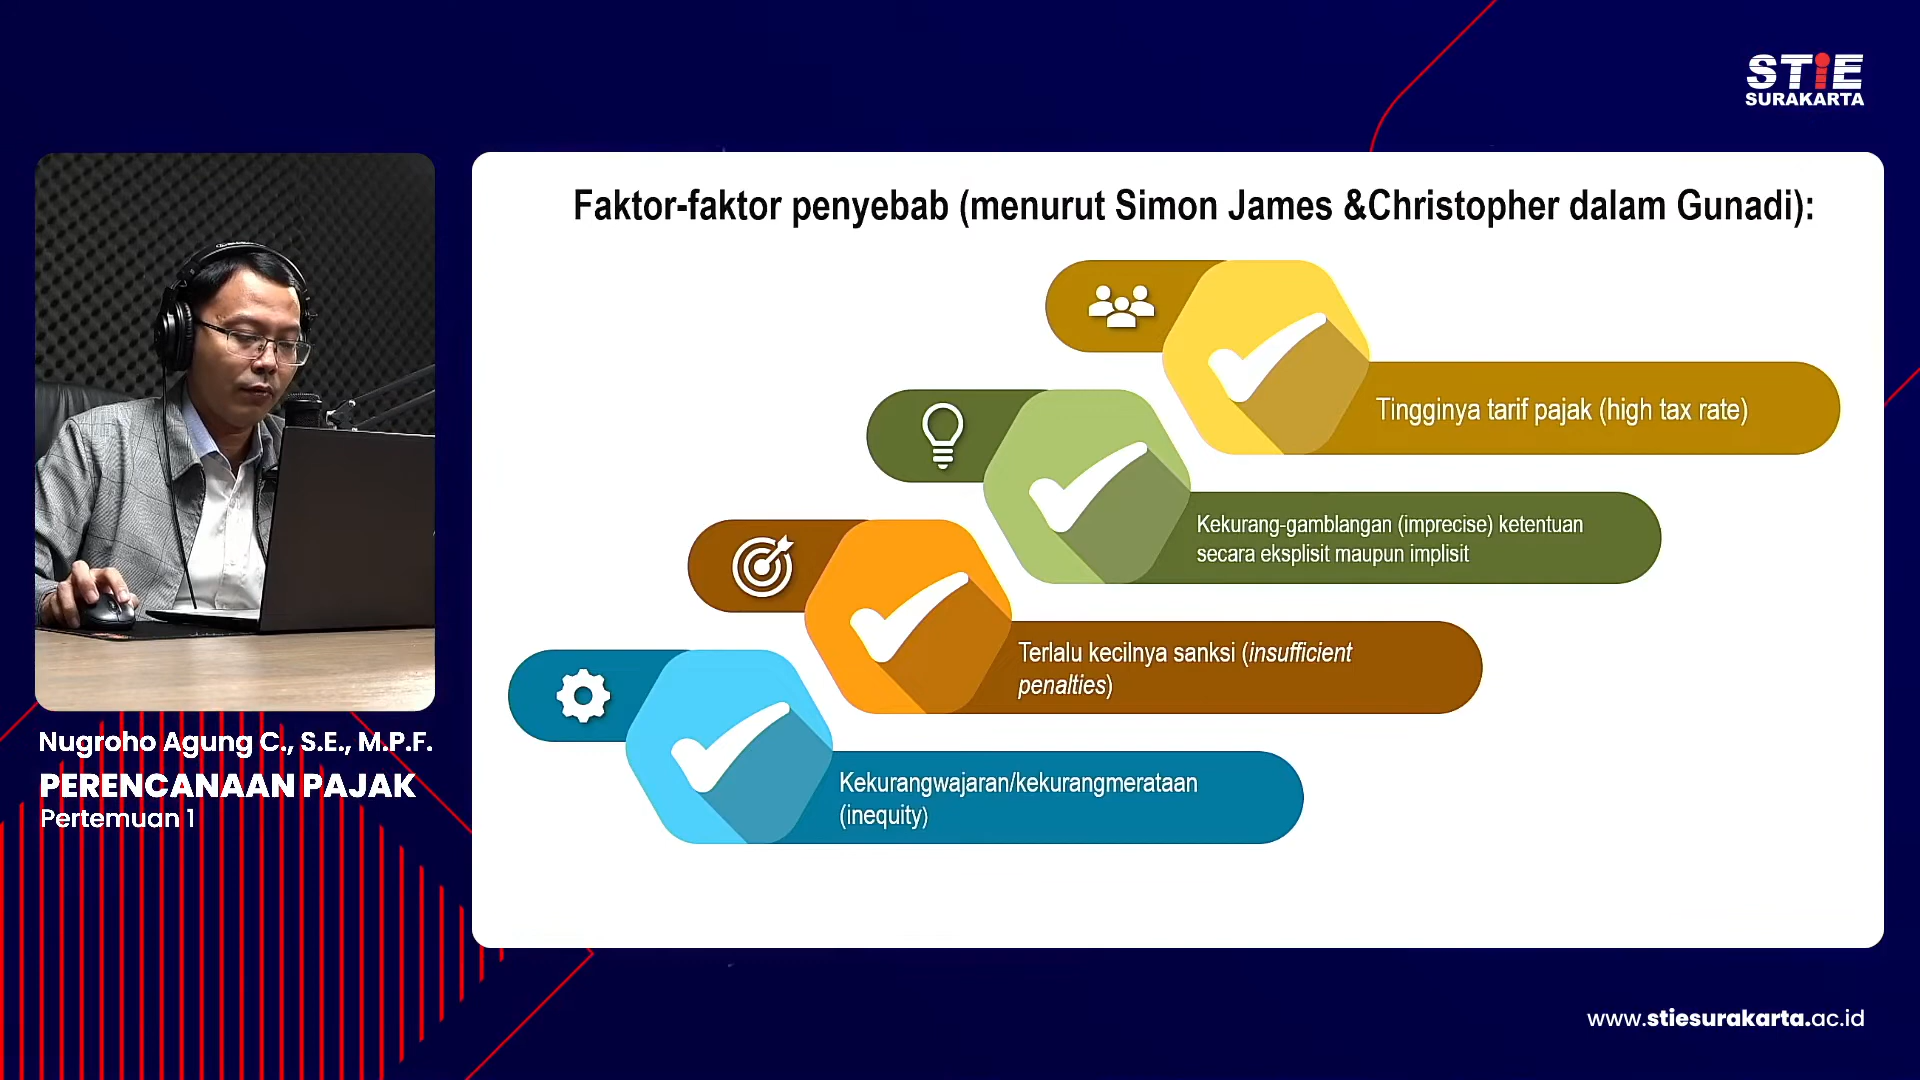 STiE
SURAKARTA
Faktor-faktor penyebab (menurut Simon James &Christopher dalam Gunadi):
Tingginya tarif pajak (high tax rate)
Kekurang-gamblangan (imprecise) ketentuan
secara eksplisit maupun implisit
Terlalu kecilnya sanksi (insufficient
penalties)
Kekurangwajaran/kekurangmerataan
(inequity)
Nugroho Agung C., S.E., M.P.F.
PERENCANAAN PAJAK
Pertemuan 1
www.stiesurakarta.ac.id